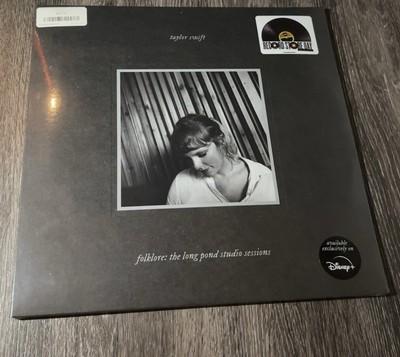 taylor swift
RECORD STORE DAY
folklore: the long pond studio sessions
available
exclusively on
Disney+